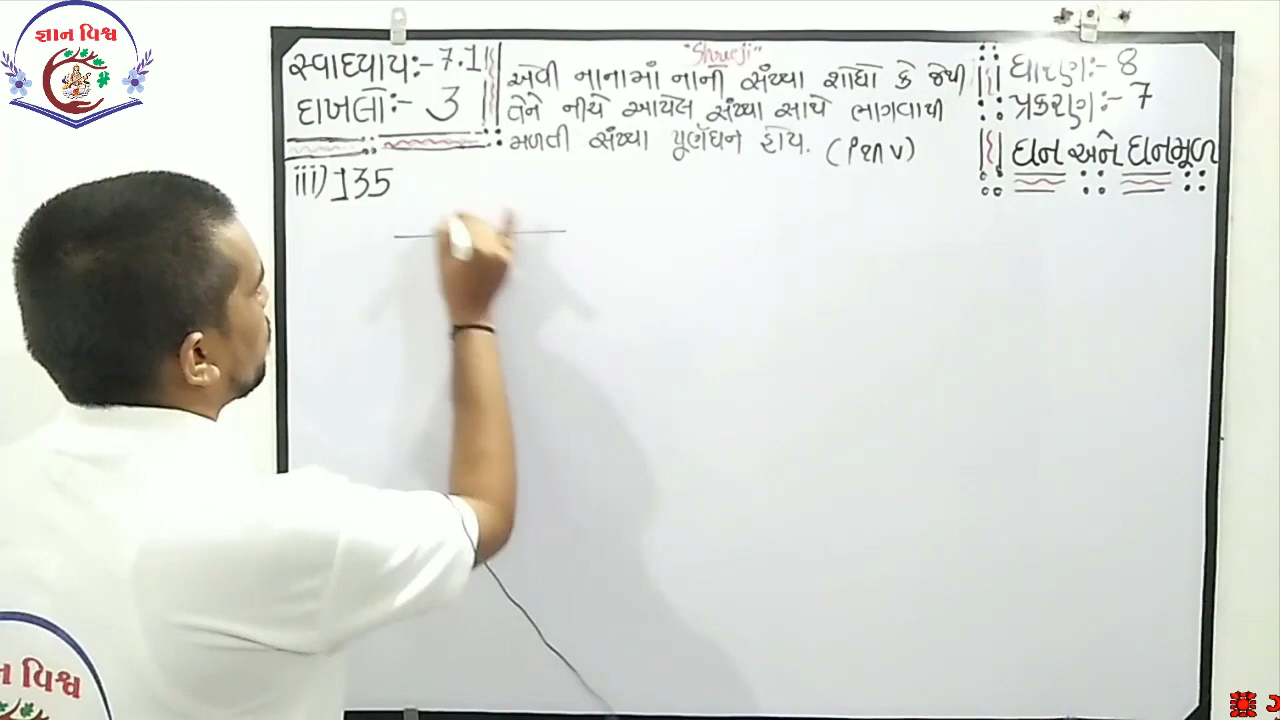 જ્ઞાન વિશ્વ
સ્વાધ્યાય:- 7.1
દાખલો:- 3
"Shreeji"
એવી નાનામાં નાની સંખ્યા શોધો કે જેથી
તેને નીચે આપેલ સંખ્યા સાથે ભાગવાથી
મળતી સંખ્યા પૂર્ણઘન હોય. (P૨ન V)
ધોરણ:- 8
પ્રકરણ:- 7
ઘન અને ઘનમૂળ
iii) 135
ન વિશ્વ